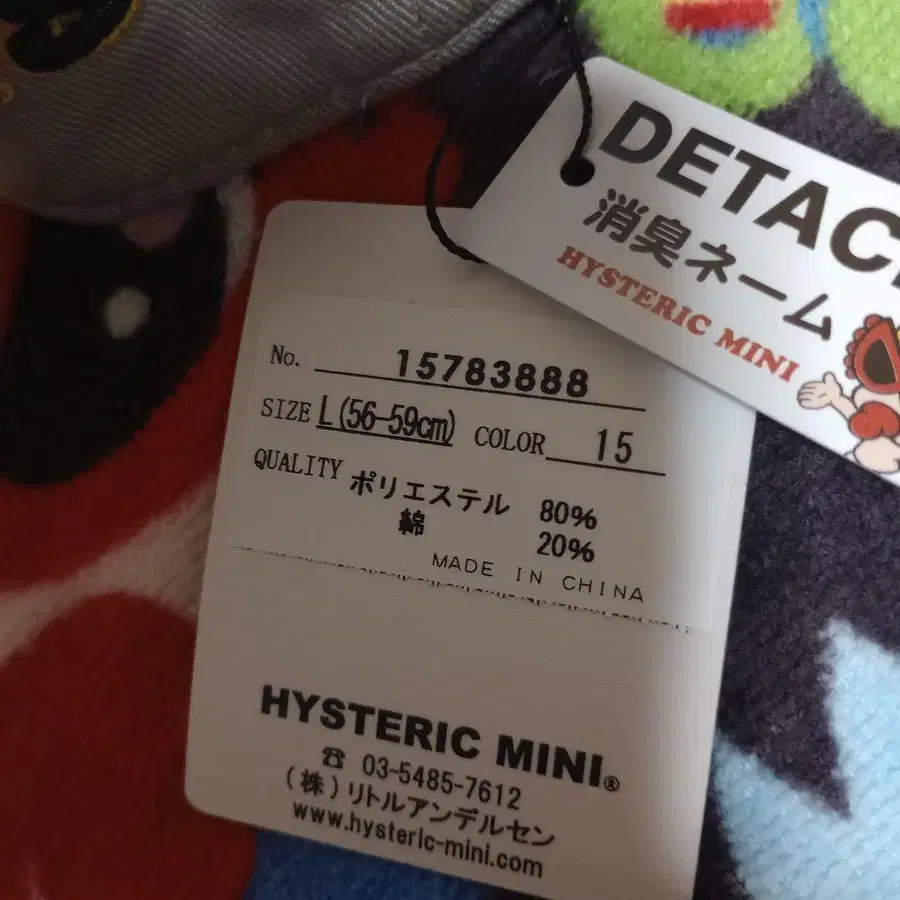 DETAC
消臭ネーム
HYSTERIC MINI
No. 15783888
SIZE L(56-59cm) COLOR 15
QUALITY ポリエステル 80%
綿 20%
MADE IN CHINA
HYSTERIC MINI®
☎ 03-5485-7612
(株)リトルアンデルセン
www.hysteric-mini.com